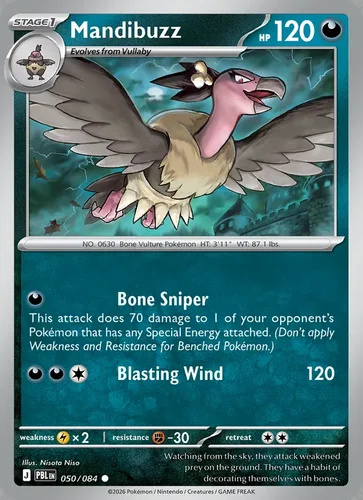 STAGE 1
Mandibuzz
HP 120
Evolves from Vullaby
NO. 0630 Bone Vulture Pokémon HT: 3'11" WT: 87.1 lbs.
Bone Sniper
This attack does 70 damage to 1 of your opponent's
Pokémon that has any Special Energy attached. (Don't apply
Weakness and Resistance for Benched Pokémon.)
Blasting Wind 120
weakness ×2 resistance -30 retreat
Illus. Nisota Niso
J PBL EN 050/084
Watching from the sky, they attack weakened
prey on the ground. They have a habit of
decorating themselves with bones.
©2026 Pokémon / Nintendo / Creatures / GAME FREAK